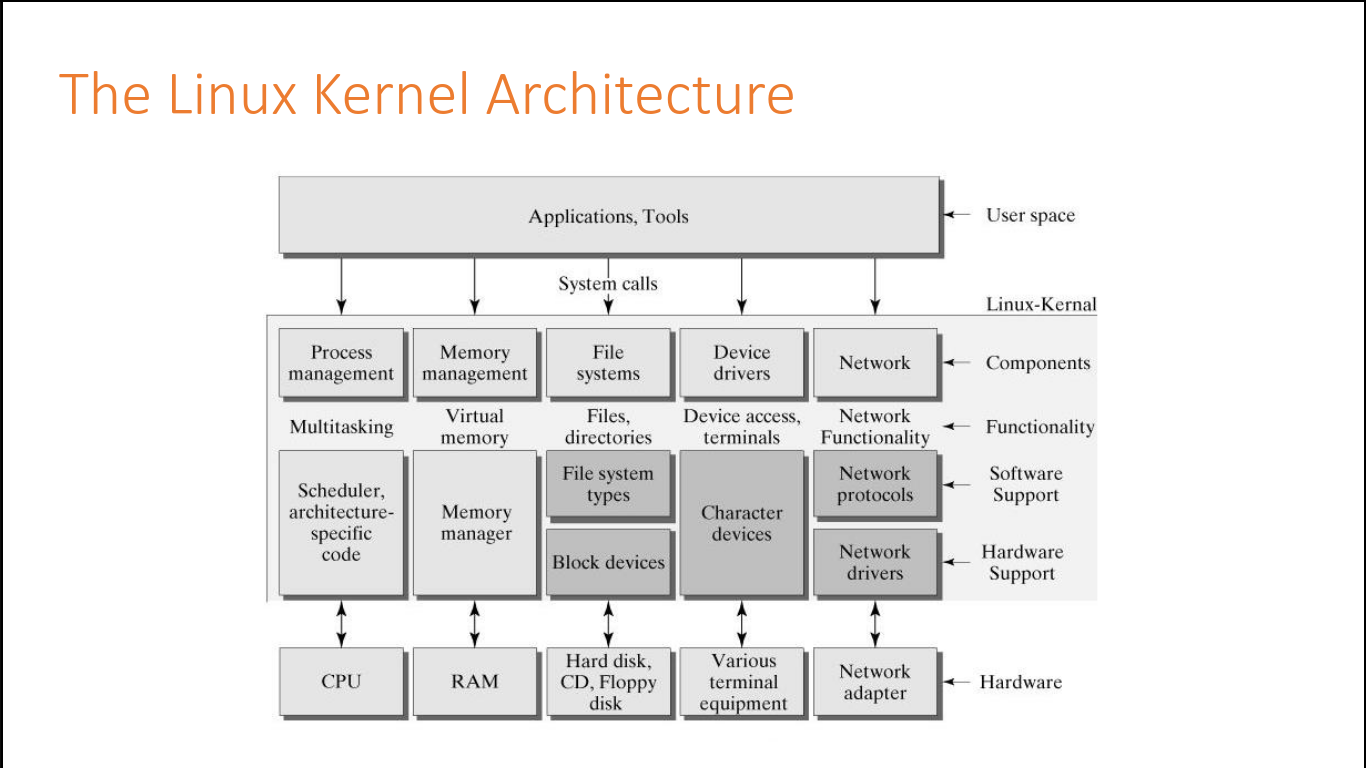 The Linux Kernel Architecture
Applications, Tools
User space
System calls
Linux-Kernel
Process
management
Memory
management
File
systems
Device
drivers
Network
Components
Multitasking
Virtual
memory
Files,
directories
Device access,
terminals
Network
Functionality
Functionality
Scheduler,
architecture-
specific
code
Memory
manager
File system
types
Block devices
Character
devices
Network
protocols
Network
drivers
Software
Support
Hardware
Support
CPU
RAM
Hard disk,
CD, Floppy
disk
Various
terminal
equipment
Network
adapter
Hardware